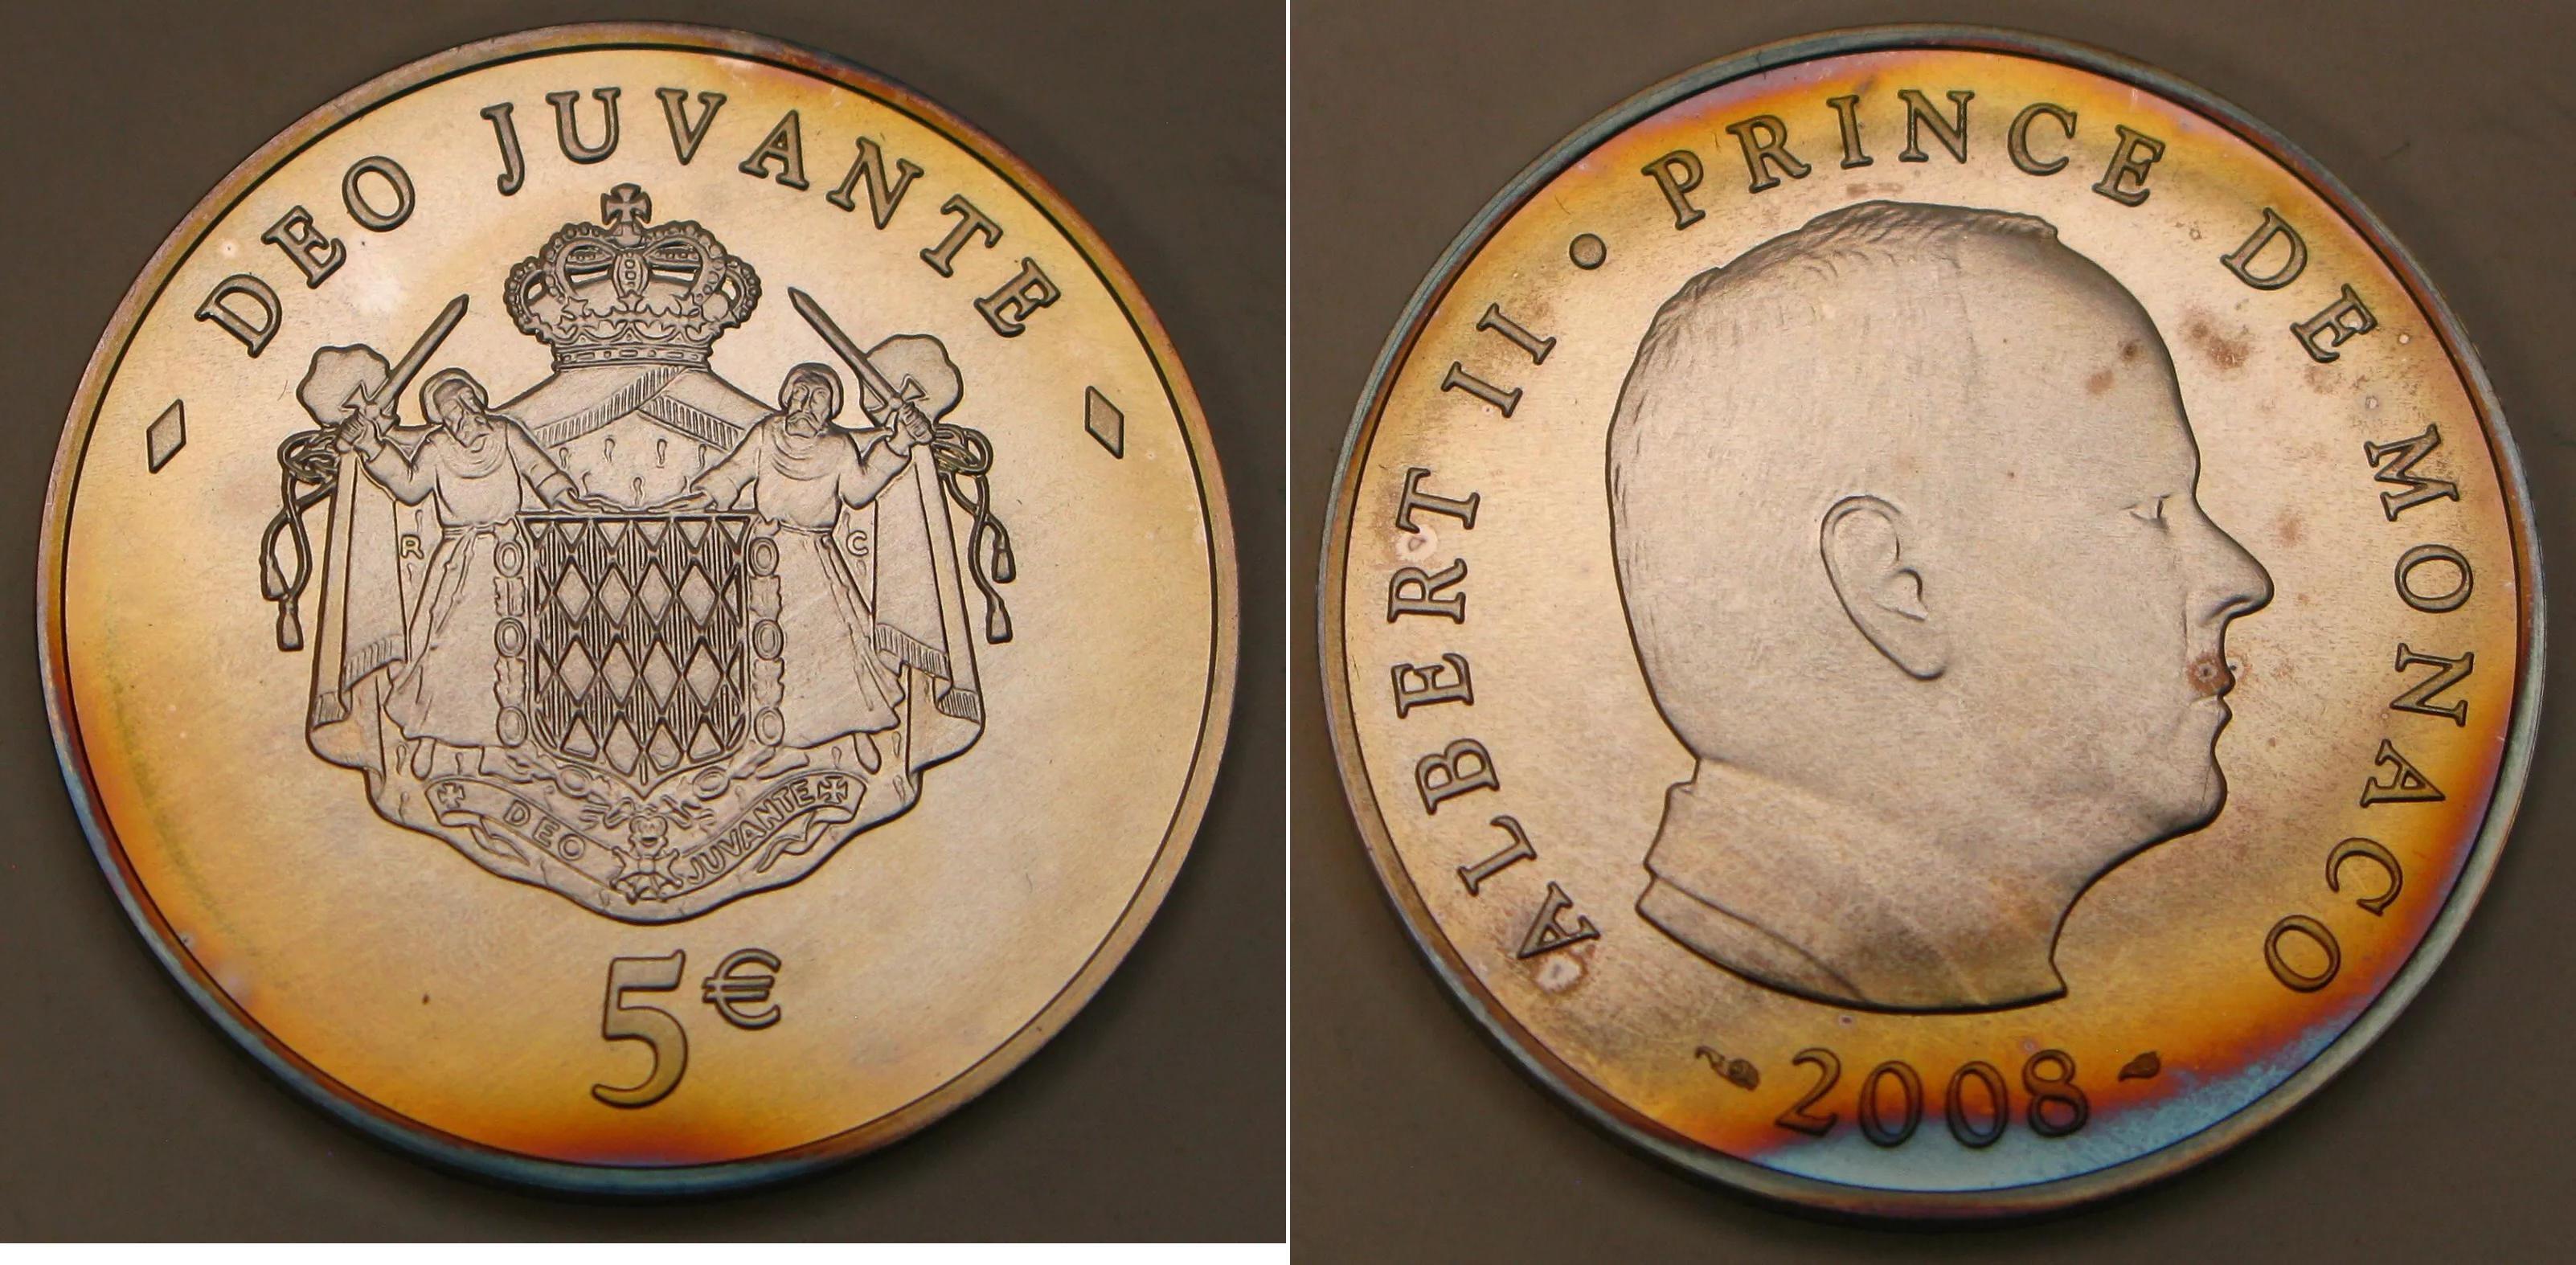 DEO JUVANTE
R C
DEO JUVANTE
5€
ALBERT II • PRINCE DE MONACO
2008